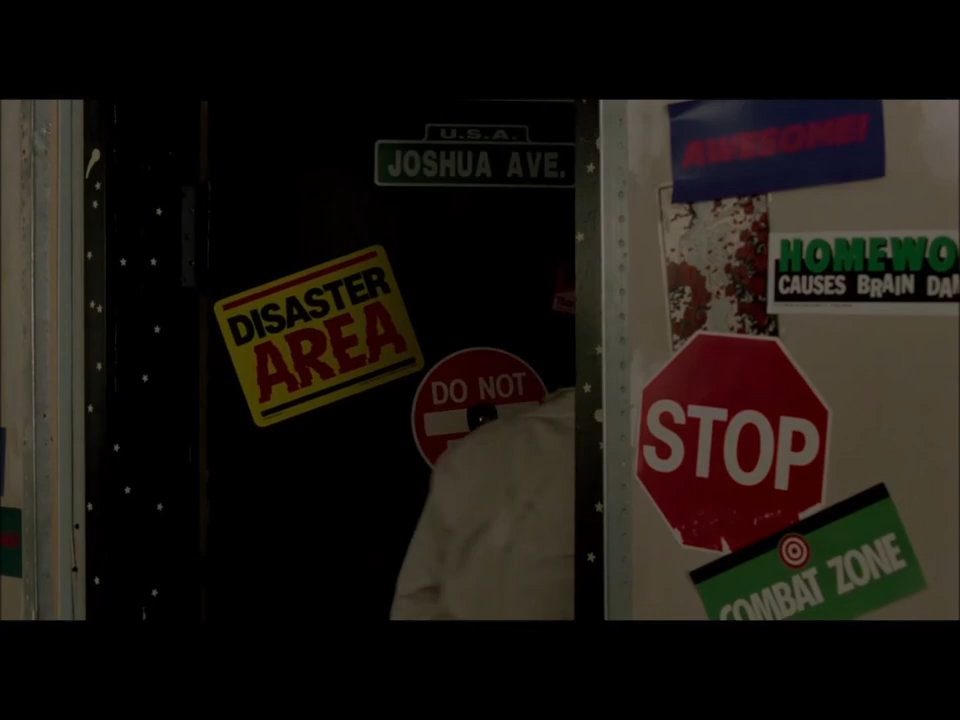 U.S.A.
JOSHUA AVE.
DISASTER
AREA
DO NOT
AWESOME!
HOMEWO
CAUSES BRAIN DA
STOP
COMBAT ZONE